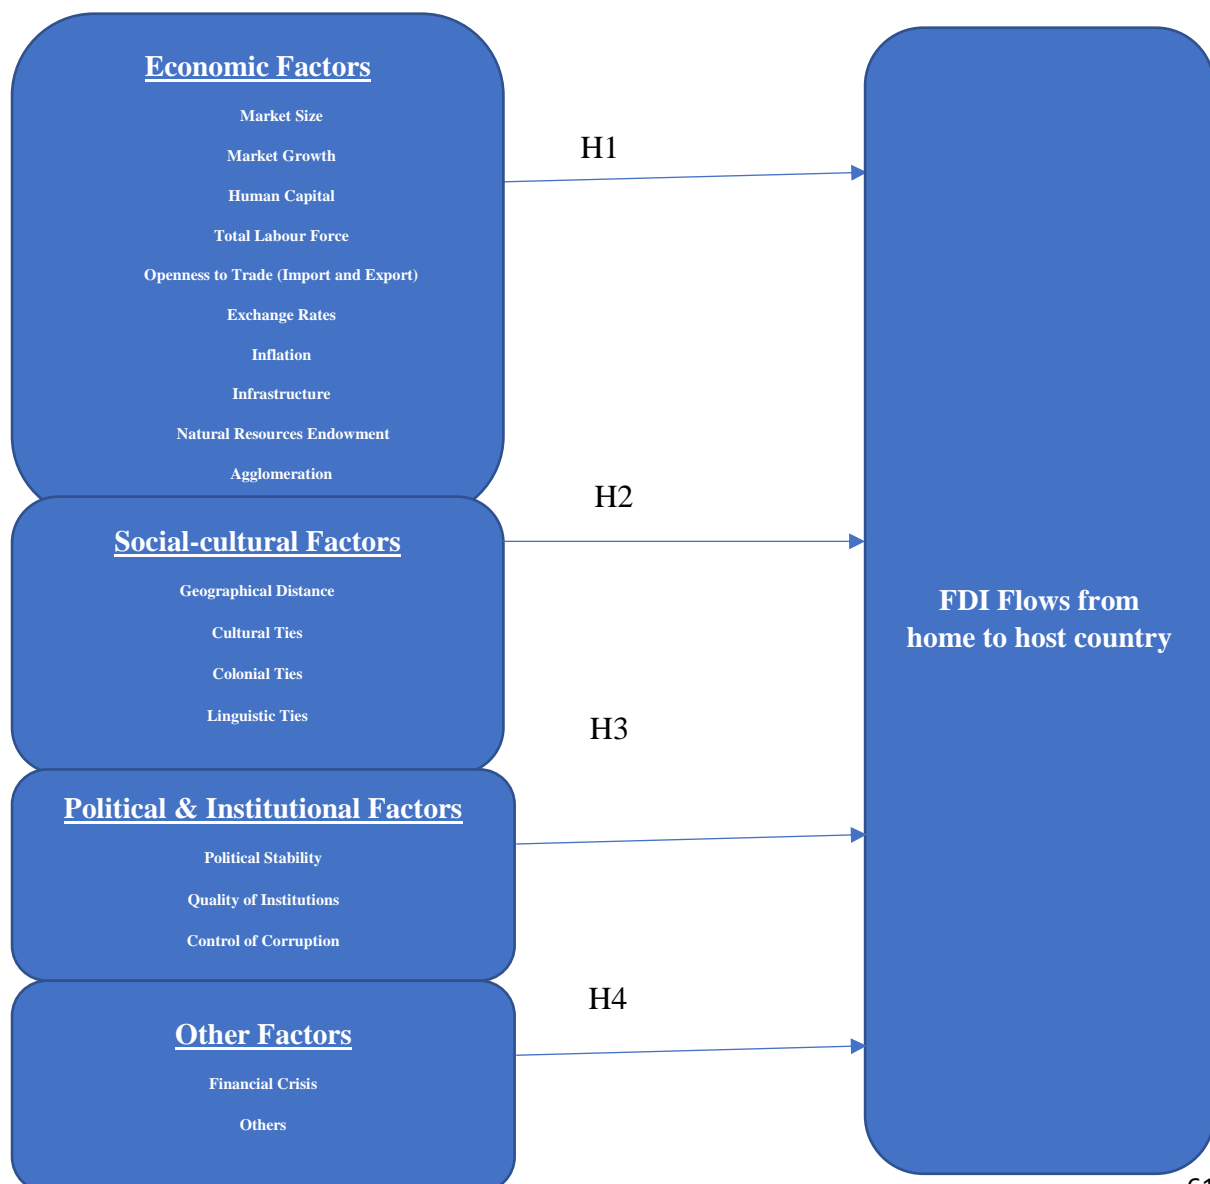 Economic Factors
Market Size
Market Growth
Human Capital
Total Labour Force
Openness to Trade (Import and Export)
Exchange Rates
Inflation
Infrastructure
Natural Resources Endowment
Agglomeration
H1
Social-cultural Factors
Geographical Distance
Cultural Ties
Colonial Ties
Linguistic Ties
H2
Political & Institutional Factors
Political Stability
Quality of Institutions
Control of Corruption
H3
Other Factors
Financial Crisis
Others
H4
FDI Flows from
home to host country